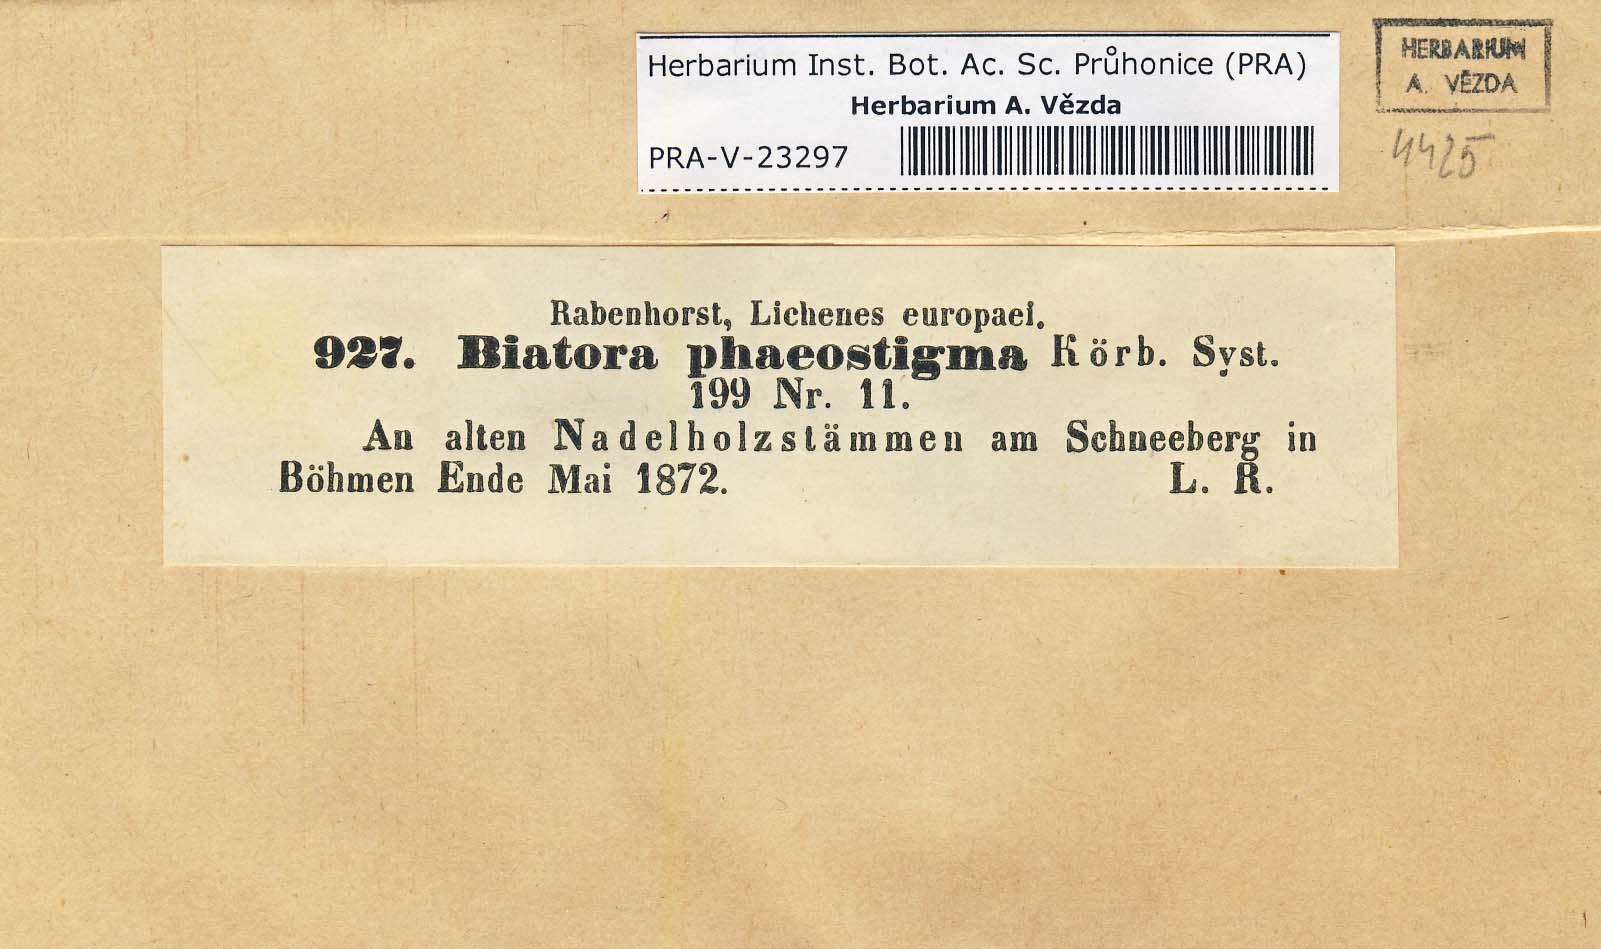 Herbarium Inst. Bot. Ac. Sc. Průhonice (PRA)
Herbarium A. Vězda
PRA-V-23297
HERBARIUM
A. VĚZDA
4425
Rabenhorst, Lichenes europaei.
927. Biatora phaeostigma Körb. Syst.
199 Nr. 11.
An alten Nadelholzstämmen am Schneeberg in
Böhmen Ende Mai 1872. L. R.